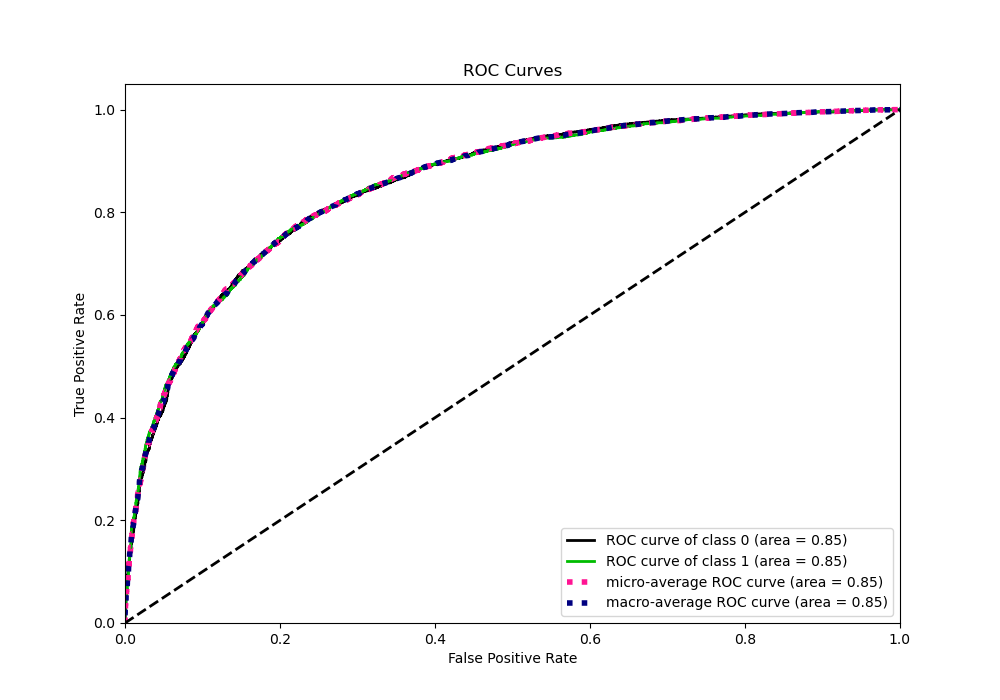 ROC Curves
True Positive Rate
1.0
0.8
0.6
0.4
0.2
0.0
ROC curve of class 0 (area = 0.85)
ROC curve of class 1 (area = 0.85)
micro-average ROC curve (area = 0.85)
macro-average ROC curve (area = 0.85)
0.0 0.2 0.4 0.6 0.8 1.0
False Positive Rate